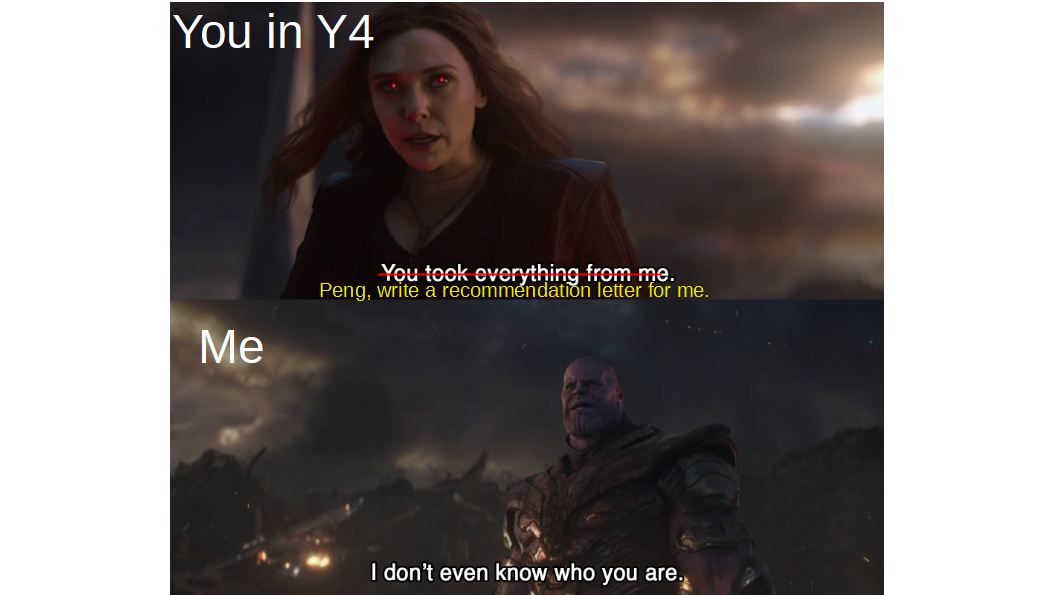 You in Y4
You took everything from me.
Peng, write a recommendation letter for me.
Me
I don't even know who you are.